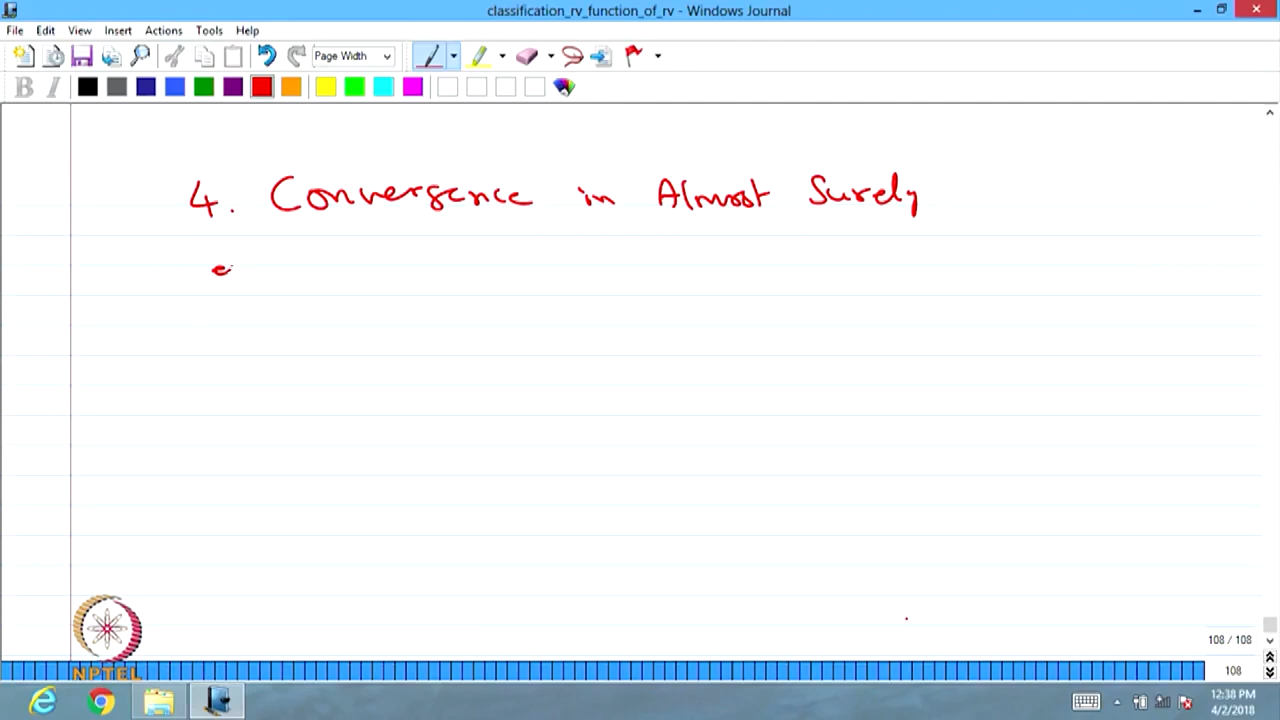 classification_rv_function_of_rv - Windows Journal
File Edit View Insert Actions Tools Help
Page Width
B I
4. Convergence in Almost Surely
e
108 / 108
NPTEL
108
12:38 PM
4/2/2018